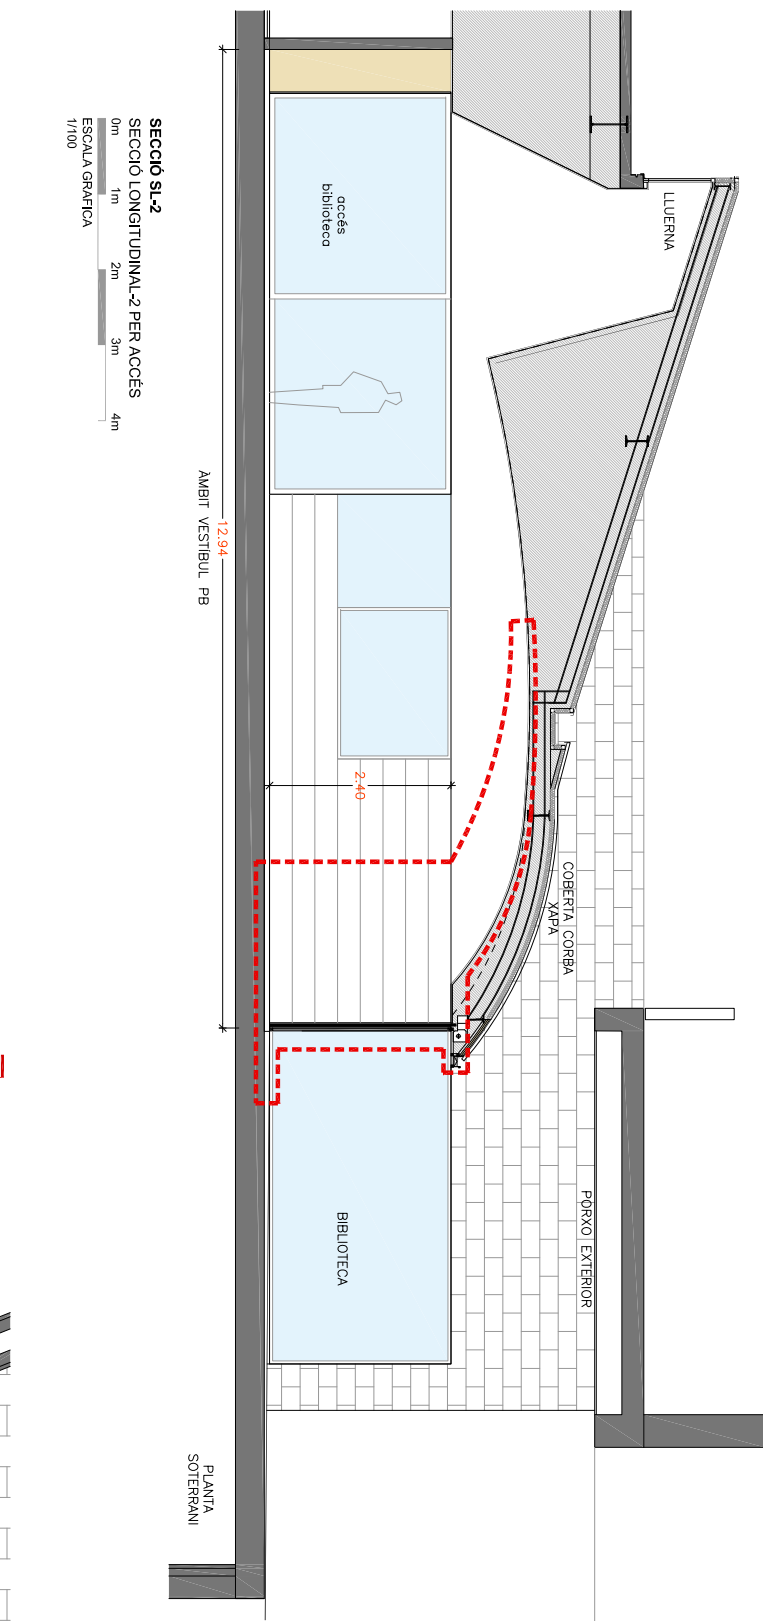 SECCIÓ SL-2
SECCIÓ LONGITUDINAL-2 PER ACCÉS
0m 1m 2m 3m 4m
ESCALA GRAFICA
1/100
LLUERNA
accés
biblioteca
12.94
ÀMBIT VESTÍBUL PB
2.40
COBERTA CORBA
XAPA
PORXO EXTERIOR
BIBLIOTECA
PLANTA
SOTERRANI